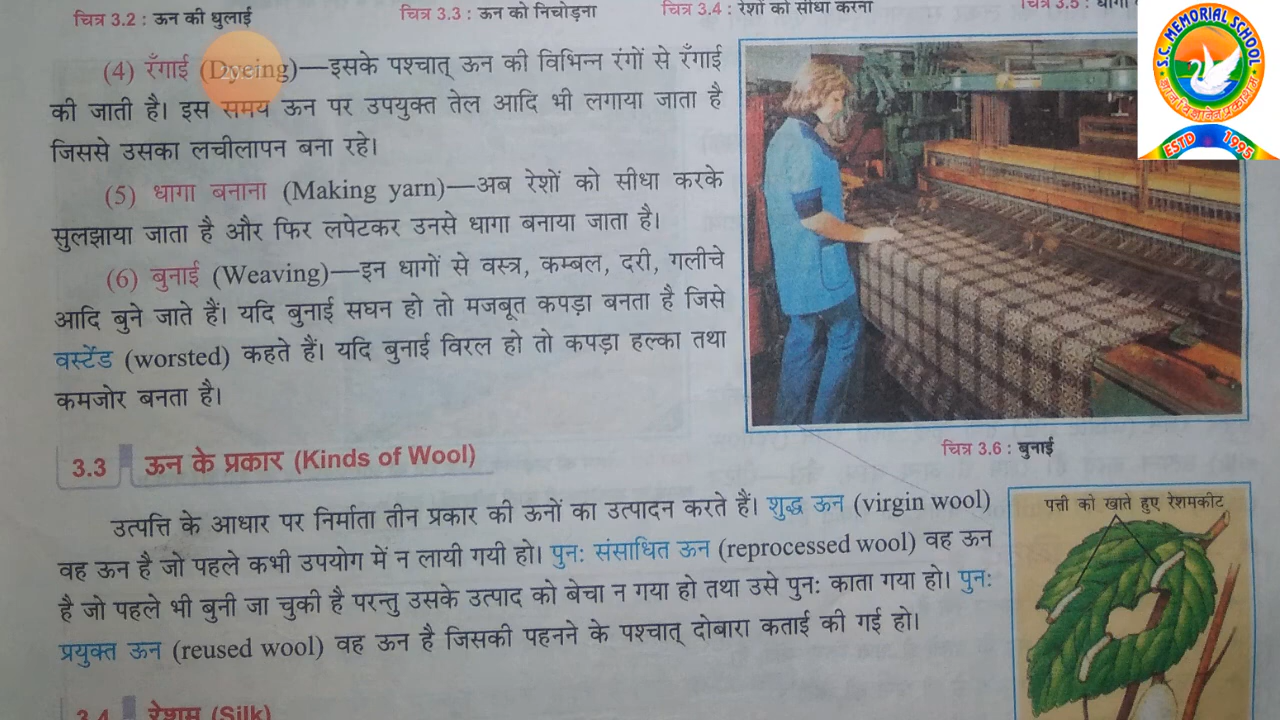 चित्र 3.2 : ऊन की धुलाई
चित्र 3.3 : ऊन को निचोड़ना
चित्र 3.4 : रेशों को सीधा करना
चित्र 3.5 : धागा
(4) रँगाई (Dyeing)—इसके पश्चात् ऊन की विभिन्न रंगों से रँगाई
की जाती है। इस समय ऊन पर उपयुक्त तेल आदि भी लगाया जाता है
जिससे उसका लचीलापन बना रहे।
(5) धागा बनाना (Making yarn)—अब रेशों को सीधा करके
सुलझाया जाता है और फिर लपेटकर उनसे धागा बनाया जाता है।
(6) बुनाई (Weaving)—इन धागों से वस्त्र, कम्बल, दरी, गलीचे
आदि बुने जाते हैं। यदि बुनाई सघन हो तो मजबूत कपड़ा बनता है जिसे
वर्स्टेड (worsted) कहते हैं। यदि बुनाई विरल हो तो कपड़ा हल्का तथा
कमजोर बनता है।
चित्र 3.6 : बुनाई
3.3 ऊन के प्रकार (Kinds of Wool)
उत्पत्ति के आधार पर निर्माता तीन प्रकार की ऊनों का उत्पादन करते हैं। शुद्ध ऊन (virgin wool)
वह ऊन है जो पहले कभी उपयोग में न लायी गयी हो। पुनः संसाधित ऊन (reprocessed wool) वह ऊन
है जो पहले भी बुनी जा चुकी है परन्तु उसके उत्पाद को बेचा न गया हो तथा उसे पुनः काता गया हो। पुनः
प्रयुक्त ऊन (reused wool) वह ऊन है जिसकी पहनने के पश्चात् दोबारा कताई की गई हो।
पत्ती को खाते हुए रेशमकीट
3.4 रेशम (Silk)
S.C. MEMORIAL SCHOOL
ESTD 1995